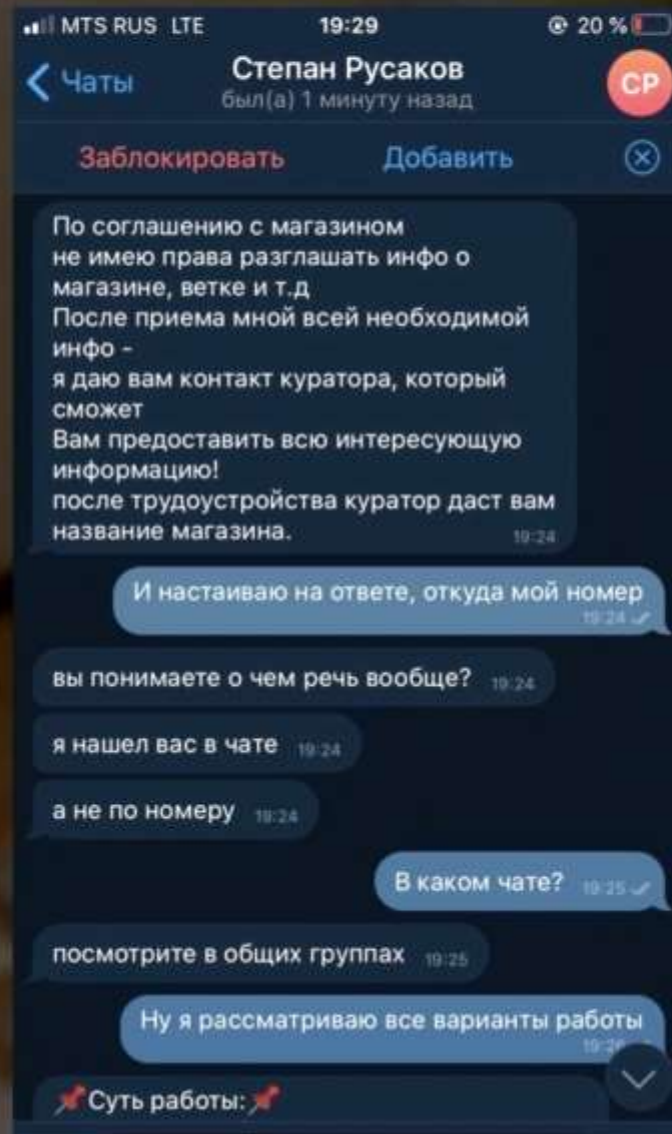 MTS RUS LTE 19:29 20 %
Чаты
Степан Русаков
был(а) 1 минуту назад
СР
Заблокировать Добавить
По соглашению с магазином
не имею права разглашать инфо о
магазине, ветке и т.д
После приема мной всей необходимой
инфо -
я даю вам контакт куратора, который
сможет
Вам предоставить всю интересующую
информацию!
после трудоустройства куратор даст вам
название магазина. 19:24
И настаиваю на ответе, откуда мой номер
19:24
вы понимаете о чем речь вообще? 19:24
я нашел вас в чате 19:24
а не по номеру 19:24
В каком чате? 19:25
посмотрите в общих группах 19:25
Ну я рассматриваю все варианты работы
📌Суть работы:📌